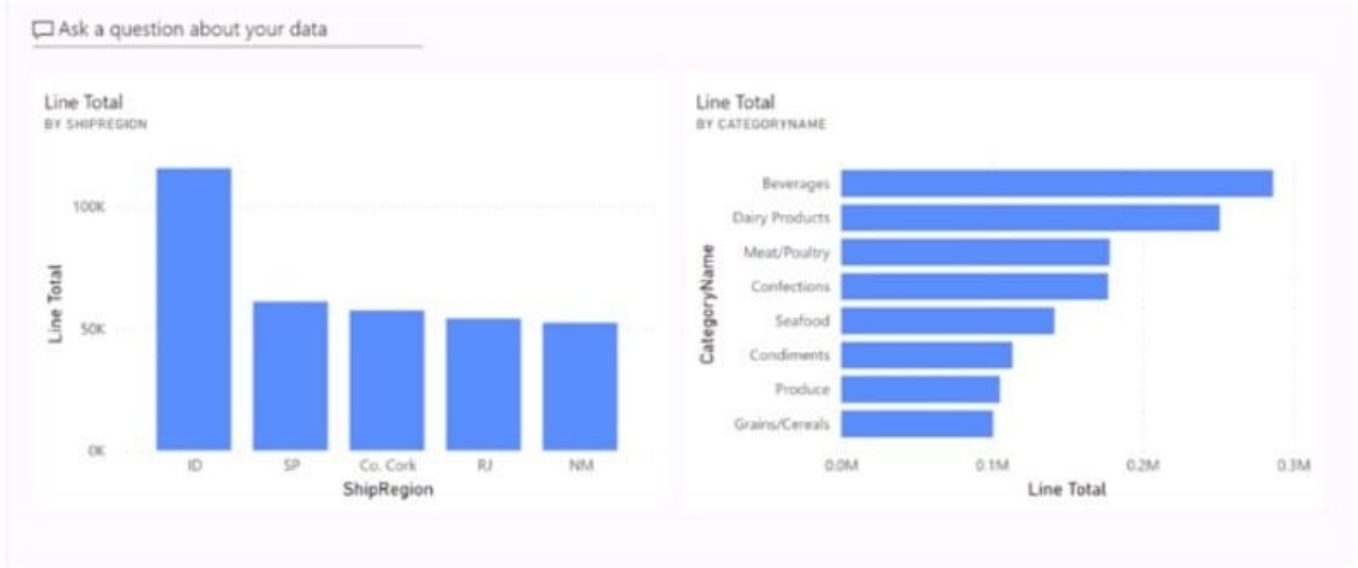 Ask a question about your data
Line Total
BY SHIPREGION
100K
50K
0K
Line Total
ID SP Co. Cork RJ NM
ShipRegion
Line Total
BY CATEGORYNAME
CategoryName
Beverages
Dairy Products
Meat/Poultry
Confections
Seafood
Condiments
Produce
Grains/Cereals
0.0M 0.1M 0.2M 0.3M
Line Total